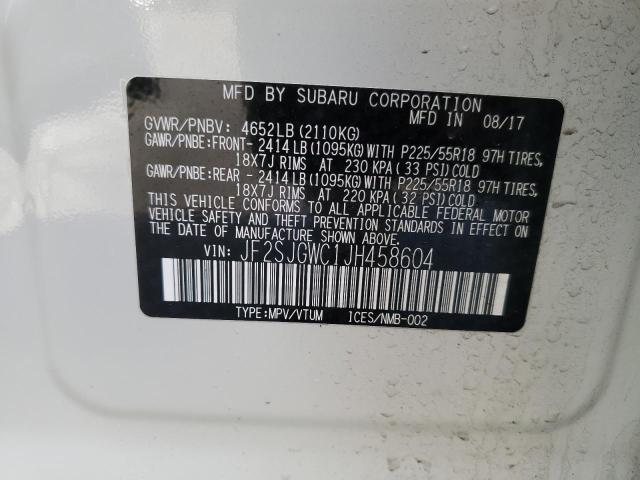 MFD BY SUBARU CORPORATION
MFD IN 08/17
GVWR/PNBV: 4652LB(2110KG)
GAWR/PNBE:FRONT- 2414LB(1095KG)WITH P225/55R18 97H TIRES,
18X7J RIMS AT 230 KPA( 33 PSI)COLD
GAWR/PNBE:REAR - 2414LB(1095KG)WITH P225/55R18 97H TIRES,
18X7J RIMS AT 220 KPA( 32 PSI)COLD
THIS VEHICLE CONFORMS TO ALL APPLICABLE FEDERAL MOTOR
VEHICLE SAFETY AND THEFT PREVENTION STANDARDS IN EFFECT ON
THE DATE OF MANUFACTURE SHOWN ABOVE.
VIN: JF2SJGWC1JH458604
TYPE:MPV/VTUM ICES/NMB-002